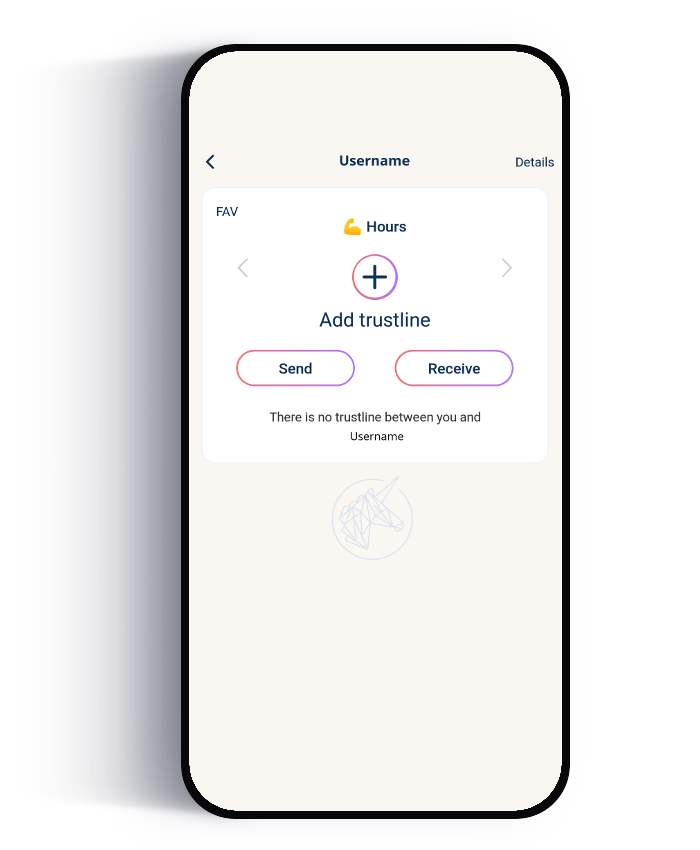 Username
Details
FAV
💪 Hours
Add trustline
Send
Receive
There is no trustline between you and
Username